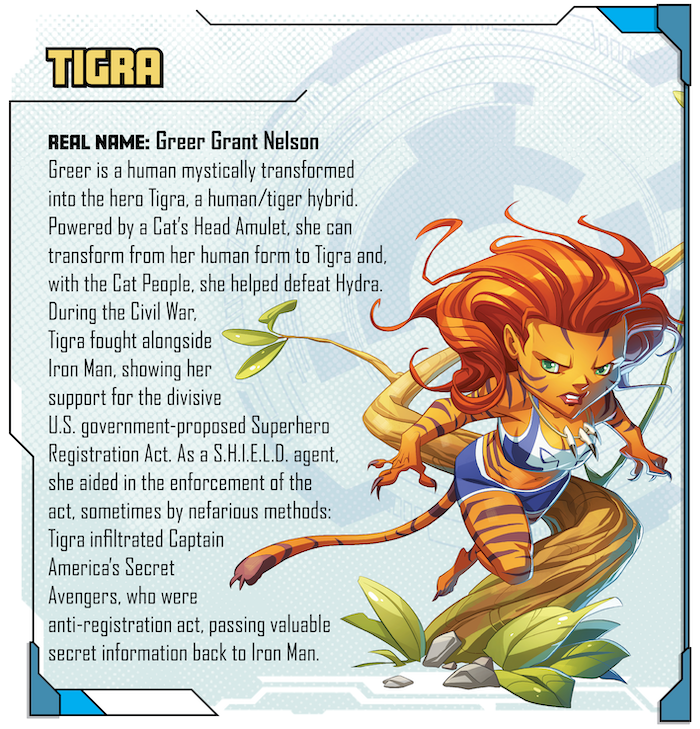 TIGRA
REAL NAME: Greer Grant Nelson
Greer is a human mystically transformed
into the hero Tigra, a human/tiger hybrid.
Powered by a Cat's Head Amulet, she can
transform from her human form to Tigra and,
with the Cat People, she helped defeat Hydra.
During the Civil War,
Tigra fought alongside
Iron Man, showing her
support for the divisive
U.S. government-proposed Superhero
Registration Act. As a S.H.I.E.L.D. agent,
she aided in the enforcement of the
act, sometimes by nefarious methods:
Tigra infiltrated Captain
America's Secret
Avengers, who were
anti-registration act, passing valuable
secret information back to Iron Man.